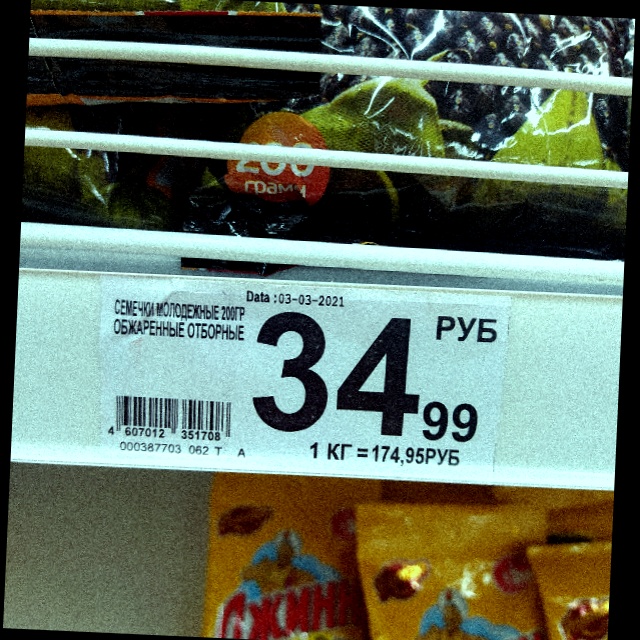 200
грамм
Data :03-03-2021
СЕМЕЧКИ МОЛОДЕЖНЫЕ 200ГР
ОБЖАРЕННЫЕ ОТБОРНЫЕ
34 99 РУБ
4 607012 351708
000387703 062 T A
1 КГ =174,95РУБ